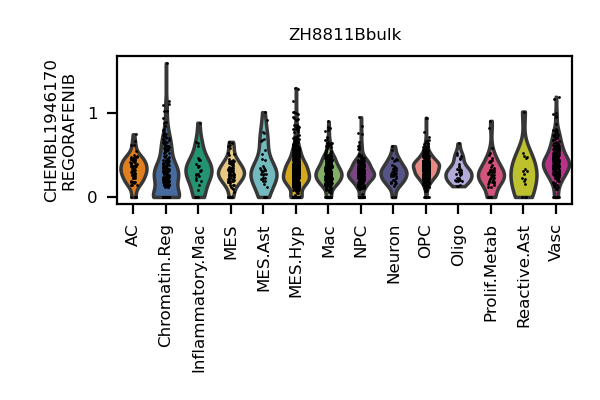 ZH8811Bbulk
CHEMBL1946170
REGORAFENIB
1
0
AC
Chromatin.Reg
Inflammatory.Mac
MES
MES.Ast
MES.Hyp
Mac
NPC
Neuron
OPC
Oligo
Prolif.Metab
Reactive.Ast
Vasc